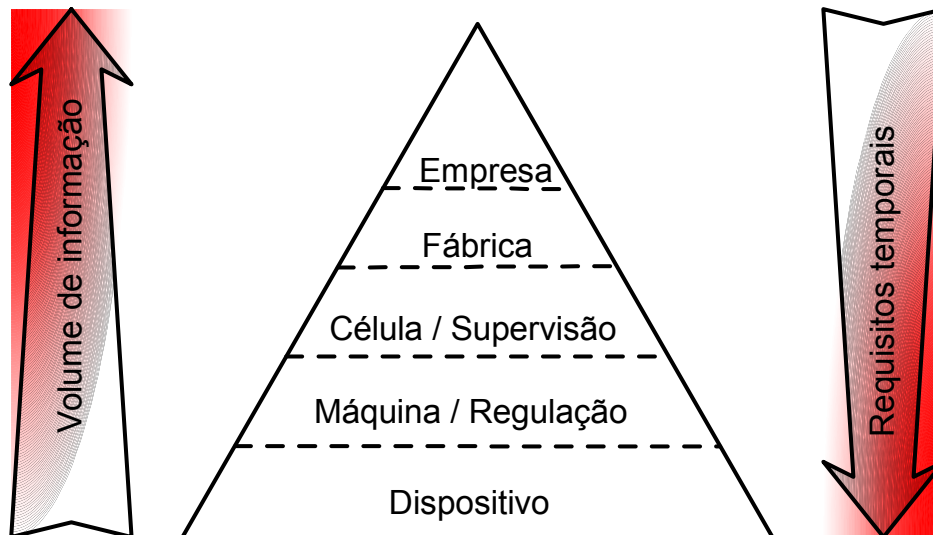 Volume de informação
Empresa
Fábrica
Célula / Supervisão
Máquina / Regulação
Dispositivo
Requisitos temporais